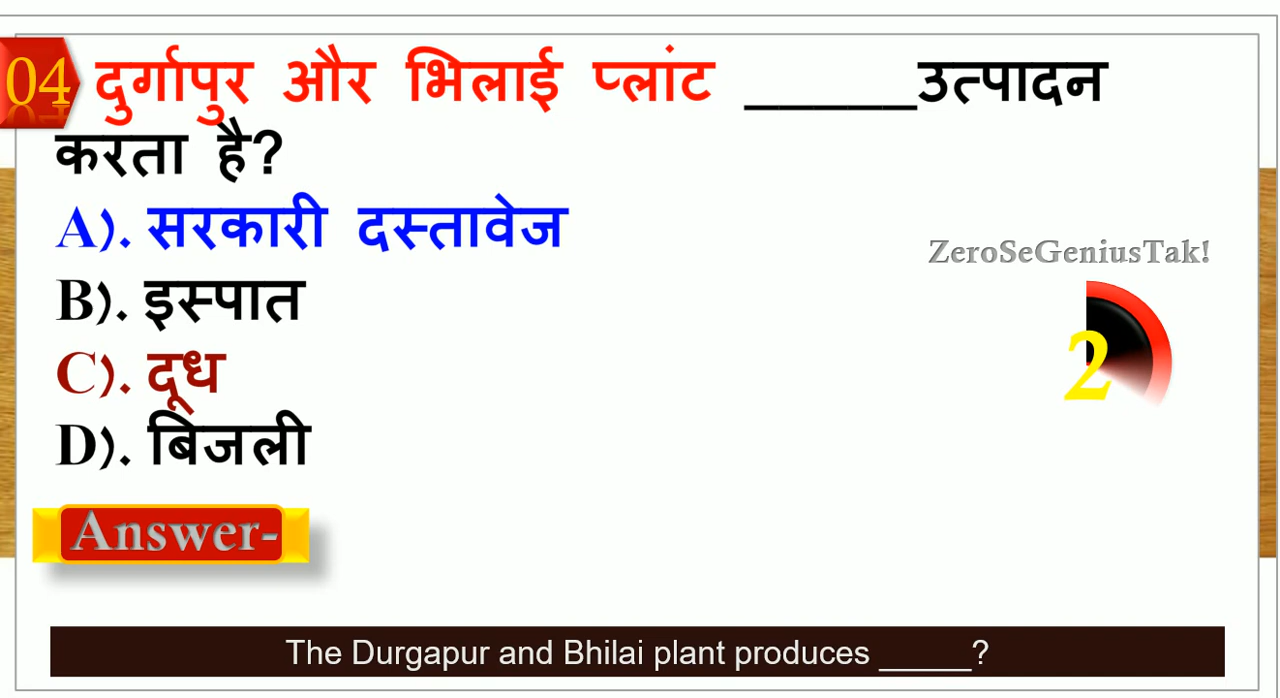 04 दुर्गापुर और भिलाई प्लांट ______उत्पादन
करता है?
A). सरकारी दस्तावेज
ZeroSeGeniusTak!
B). इस्पात
2
C). दूध
D). बिजली
Answer-
The Durgapur and Bhilai plant produces _____?